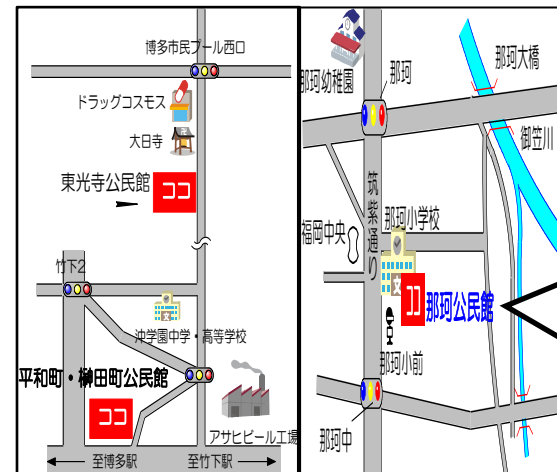 博多市民プール西口
ドラッグコスモス
大日寺
東光寺公民館
ココ
竹下2
沖学園中学・高等学校
平和町・榊田町公民館
ココ
アサヒビール工場
至博多駅
至竹下駅
那珂幼稚園
那珂
那珂大橋
御笠川
筑紫通り
那珂小学校
福岡中央
文
ココ
那珂公民館
那珂小前
那珂中